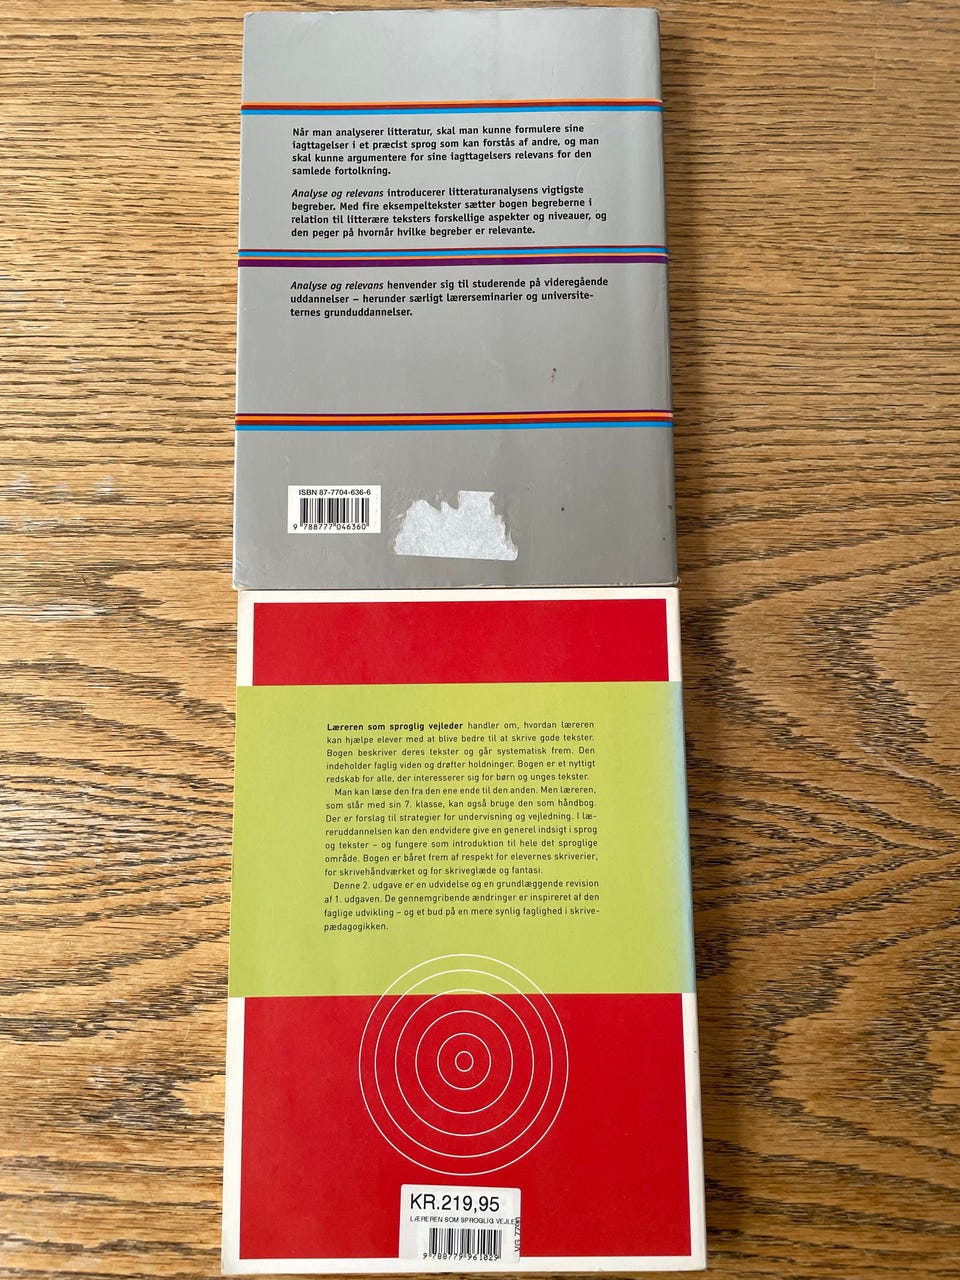 Når man analyserer litteratur, skal man kunne formulere sine
iagttagelser i et præcist sprog som kan forstås af andre, og man
skal kunne argumentere for sine iagttagelsers relevans for den
samlede fortolkning.
Analyse og relevans introducerer litteraturanalysens vigtigste
begreber. Med fire eksempeltekster sætter bogen begreberne i
relation til litterære teksters forskellige aspekter og niveauer, og
den peger på hvornår hvilke begreber er relevante.
Analyse og relevans henvender sig til studerende på videregående
uddannelser – herunder særligt lærerseminarier og universite-
ternes grunduddannelser.
ISBN 87-7704-636-6
9 788777 046360
Læreren som sproglig vejleder handler om, hvordan læreren
kan hjælpe elever med at blive bedre til at skrive gode tekster.
Bogen beskriver deres tekster og går systematisk frem. Den
indeholder faglig viden og drøfter holdninger. Bogen er et nyttigt
redskab for alle, der interesserer sig for børn og unges tekster.
Man kan læse den fra den ene ende til den anden. Men læreren,
som står med sin 7. klasse, kan også bruge den som håndbog.
Der er forslag til strategier for undervisning og vejledning. I læ-
reruddannelsen kan den endvidere give en generel indsigt i sprog
og tekster – og fungere som introduktion til hele det sproglige
område. Bogen er båret frem af respekt for elevernes skriverier,
for skrivehåndværket og for skriveglæde og fantasi.
Denne 2. udgave er en udvidelse og en grundlæggende revision
af 1. udgaven. De gennemgribende ændringer er inspireret af den
faglige udvikling – og et bud på en mere synlig faglighed i skrive-
pædagogikken.
KR.219,95
LÆREREN SOM SPROGLIG VEJLE
9 788779 961029